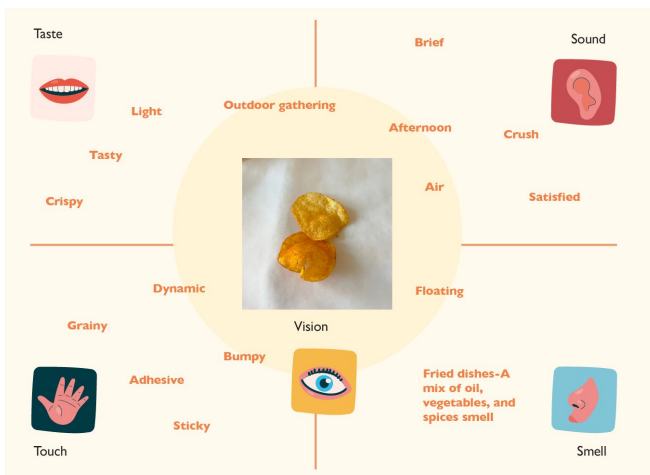 Taste
Brief
Sound
Outdoor gathering
Light
Afternoon
Crush
Tasty
Air
Satisfied
Crispy
Dynamic
Floating
Grainy
Vision
Bumpy
Adhesive
Fried dishes-A
mix of oil,
vegetables, and
spices smell
Sticky
Touch
Smell